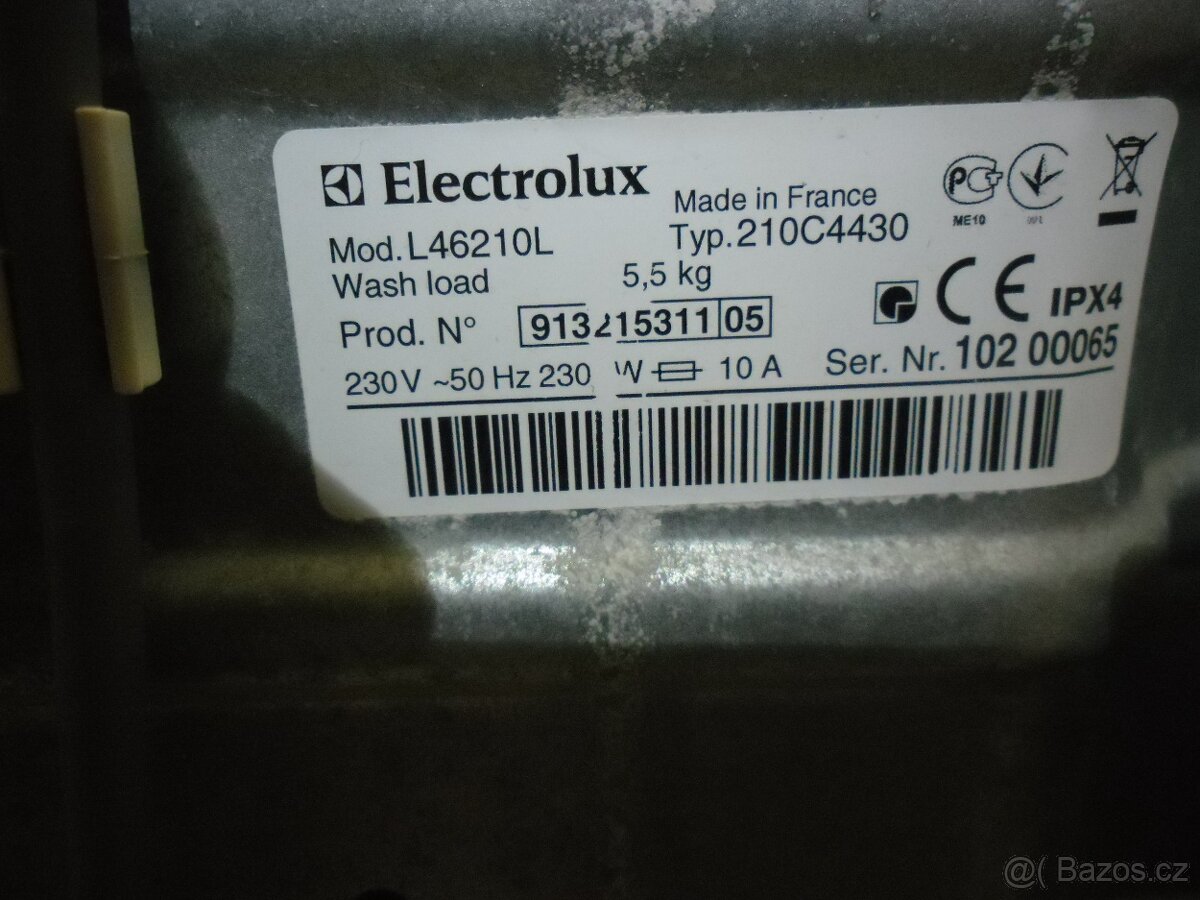 Electrolux
Made in France
Mod. L46210L
Typ. 210C4430
Wash load 5,5 kg
Prod. N° 913215311 05
IPX4
230V ~50 Hz 230 W 10 A
Ser. Nr. 102 00065
ME10
@( Bazos.cz